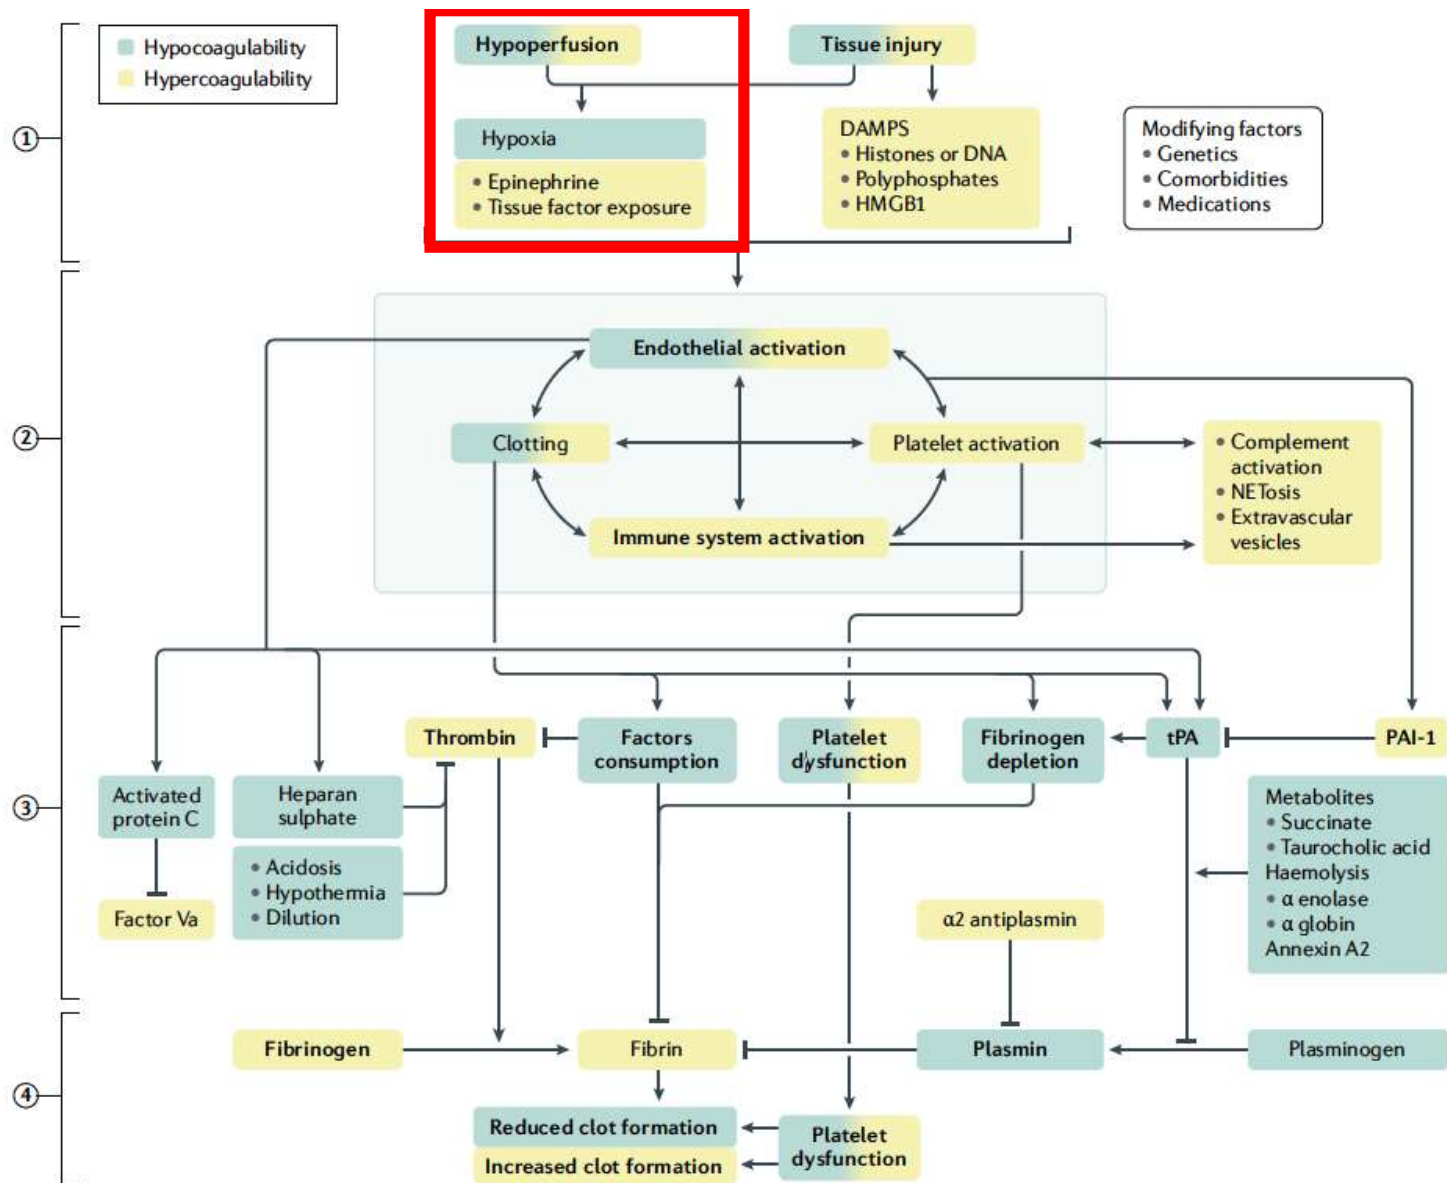 Hypocoagulability
Hypercoagulability
Hypoperfusion
Tissue injury
①
Hypoxia
• Epinephrine
• Tissue factor exposure
DAMPS
• Histones or DNA
• Polyphosphates
• HMGB1
Modifying factors
• Genetics
• Comorbidities
• Medications
②
Endothelial activation
Clotting
Platelet activation
Immune system activation
• Complement
activation
• NETosis
• Extravascular
vesicles
③
Thrombin
Factors
consumption
Platelet
dysfunction
Fibrinogen
depletion
tPA
PAI-1
Activated
protein C
Heparan
sulphate
• Acidosis
• Hypothermia
• Dilution
Factor Va
α2 antiplasmin
Metabolites
• Succinate
• Taurocholic acid
Haemolysis
• α enolase
• α globin
Annexin A2
④
Fibrinogen
Fibrin
Plasmin
Plasminogen
Reduced clot formation
Increased clot formation
Platelet
dysfunction